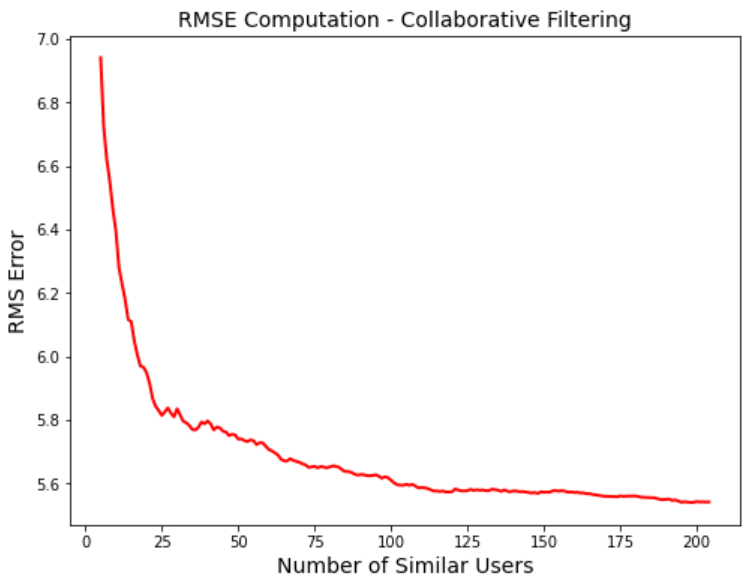 RMSE Computation - Collaborative Filtering
7.0
6.8
6.6
6.4
6.2
6.0
5.8
5.6
RMS Error
0 25 50 75 100 125 150 175 200
Number of Similar Users